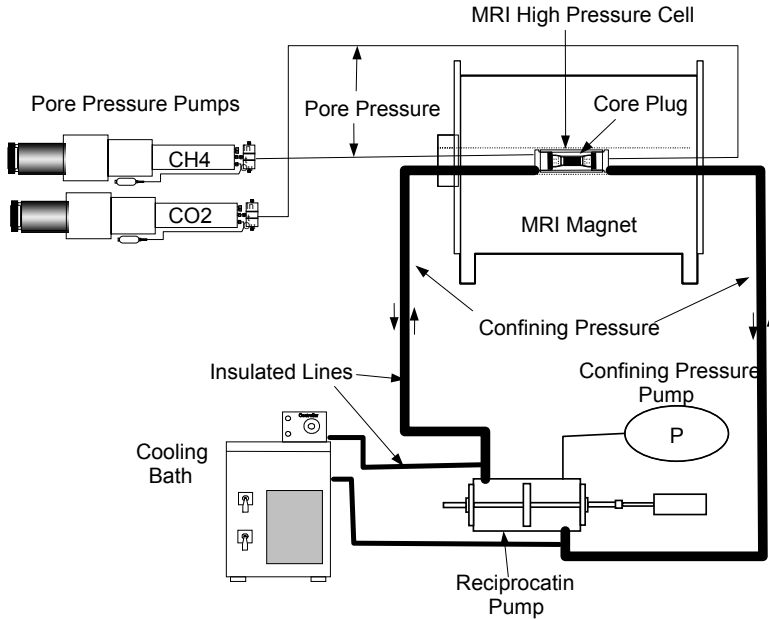 MRI High Pressure Cell
Pore Pressure Pumps
Pore Pressure
Core Plug
CH4
CO2
MRI Magnet
Confining Pressure
Insulated Lines
Confining Pressure
Pump
P
Controller
Cooling
Bath
Reciprocatin
Pump